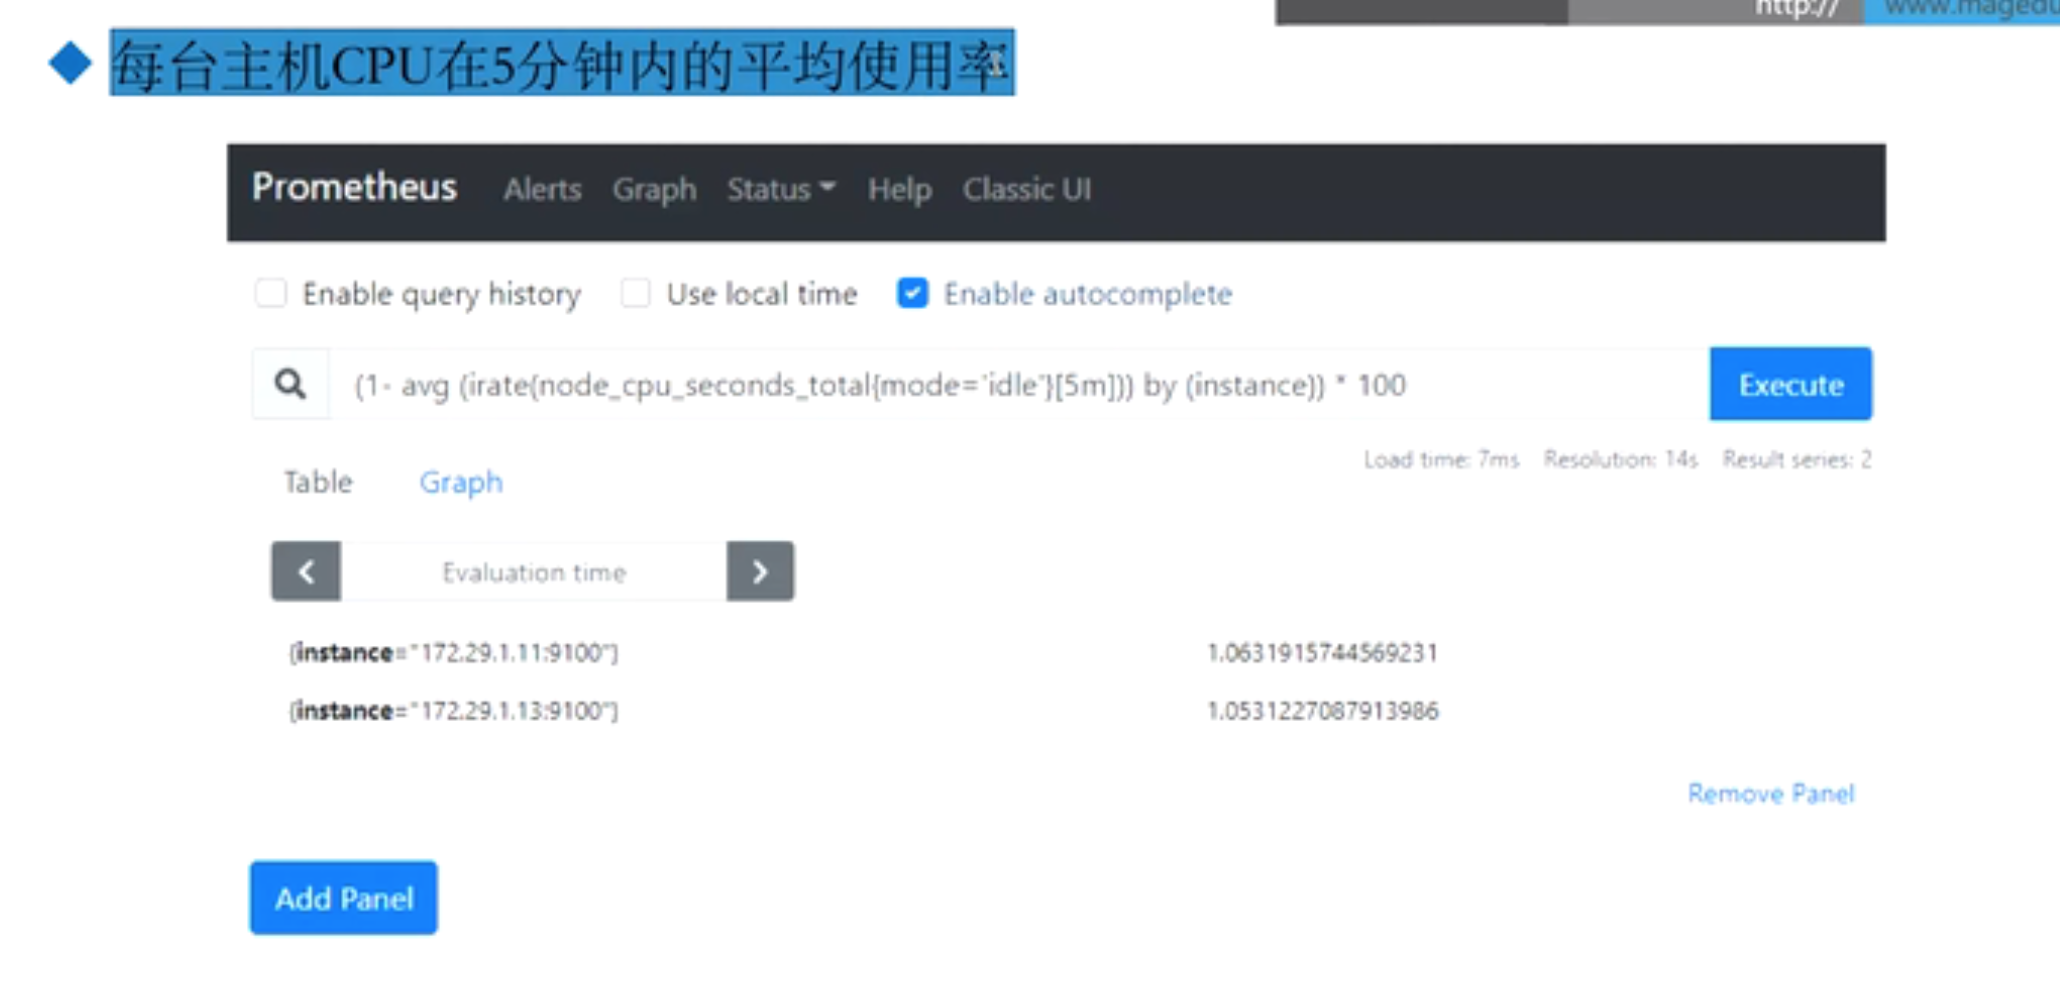 http://
每台主机CPU在5分钟内的平均使用率
Prometheus Alerts Graph Status Help Classic UI
Enable query history Use local time Enable autocomplete
(1- avg (irate(node_cpu_seconds_total{mode='idle'}[5m])) by (instance)) * 100 Execute
Load time: 7ms Resolution: 14s Result series: 2
Table Graph
Evaluation time
{instance="172.29.1.11:9100"} 1.0631915744569231
{instance="172.29.1.13:9100"} 1.0531227087913986
Remove Panel
Add Panel